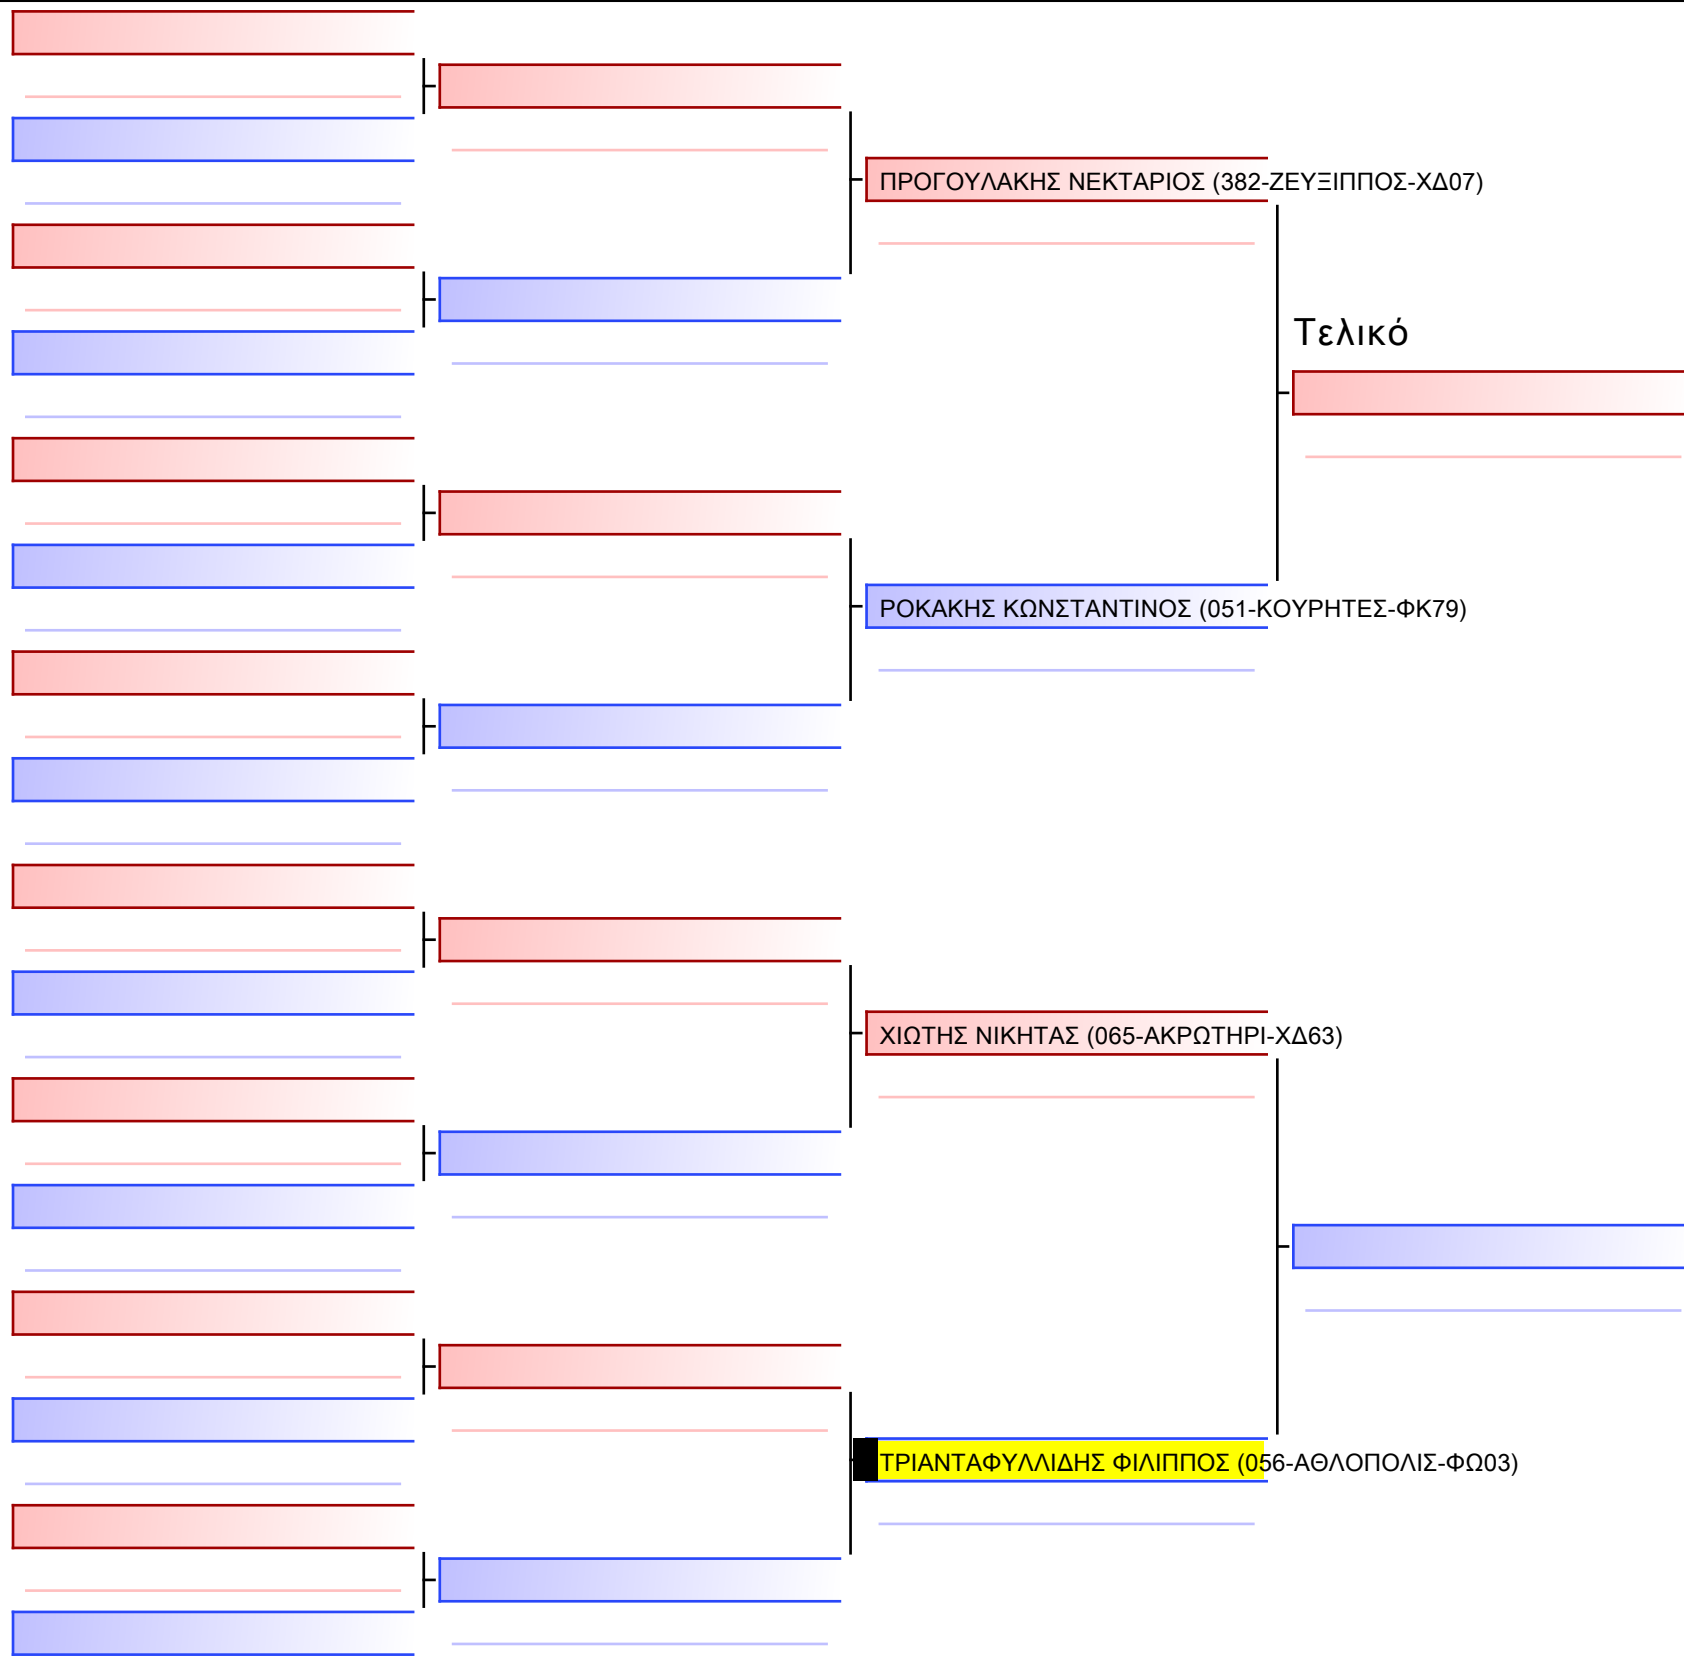 ΠΡΟΓΟΥΛΑΚΗΣ ΝΕΚΤΑΡΙΟΣ (382-ΖΕΥΞΙΠΠΟΣ-ΧΔ07)
Τελικό
ΡΟΚΑΚΗΣ ΚΩΝΣΤΑΝΤΙΝΟΣ (051-ΚΟΥΡΗΤΕΣ-ΦΚ79)
ΧΙΩΤΗΣ ΝΙΚΗΤΑΣ (065-ΑΚΡΩΤΗΡΙ-ΧΔ63)
ΤΡΙΑΝΤΑΦΥΛΛΙΔΗΣ ΦΙΛΙΠΠΟΣ (056-ΑΘΛΟΠΟΛΙΣ-ΦΩ03)